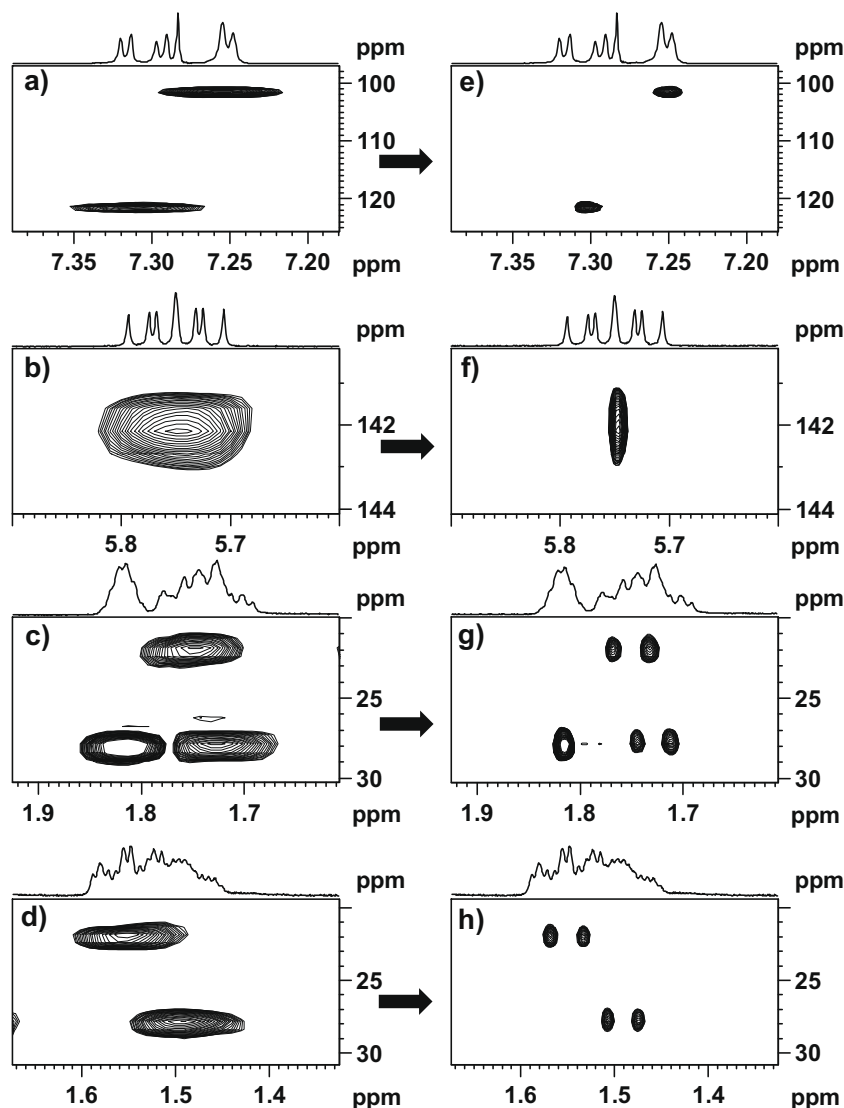 ppm ppm
a) e)
100 100
110 110
120 120
7.35 7.30 7.25 7.20 ppm 7.35 7.30 7.25 7.20 ppm
ppm ppm
b) f)
142 142
144 144
5.8 5.7 ppm 5.8 5.7 ppm
ppm ppm
c) g)
25 25
30 30
1.9 1.8 1.7 ppm 1.9 1.8 1.7 ppm
ppm ppm
d) h)
25 25
30 30
1.6 1.5 1.4 ppm 1.6 1.5 1.4 ppm